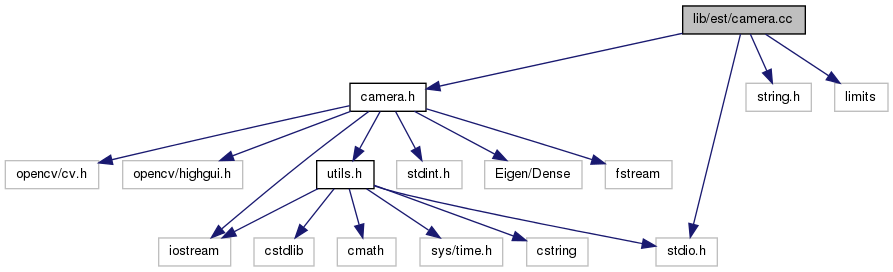 lib/est/camera.cc
camera.h
string.h
limits
opencv/cv.h
opencv/highgui.h
utils.h
stdint.h
Eigen/Dense
fstream
iostream
cstdlib
cmath
sys/time.h
cstring
stdio.h